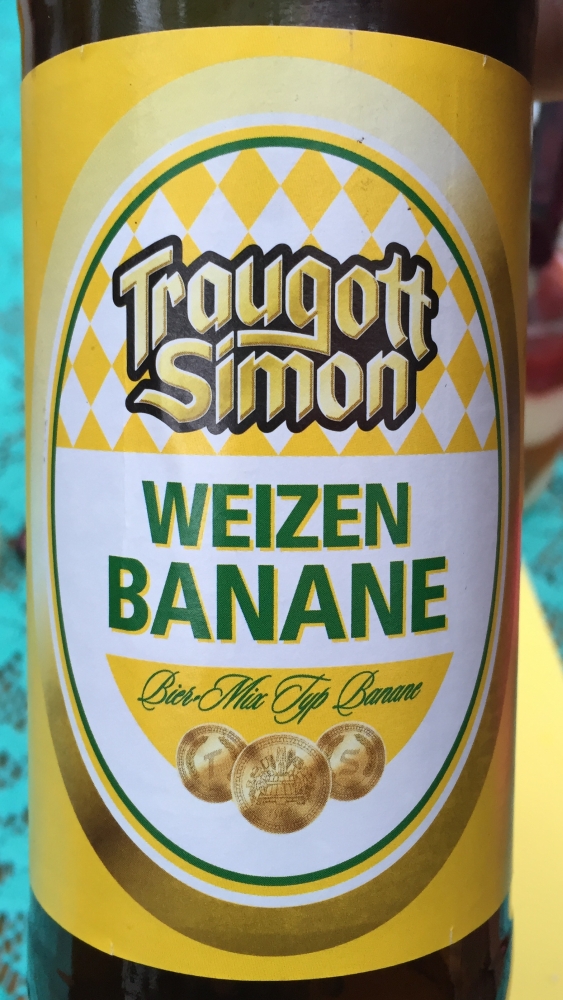 Traugott
Simon
WEIZEN
BANANE
Bier-Mix Typ Banane
T S